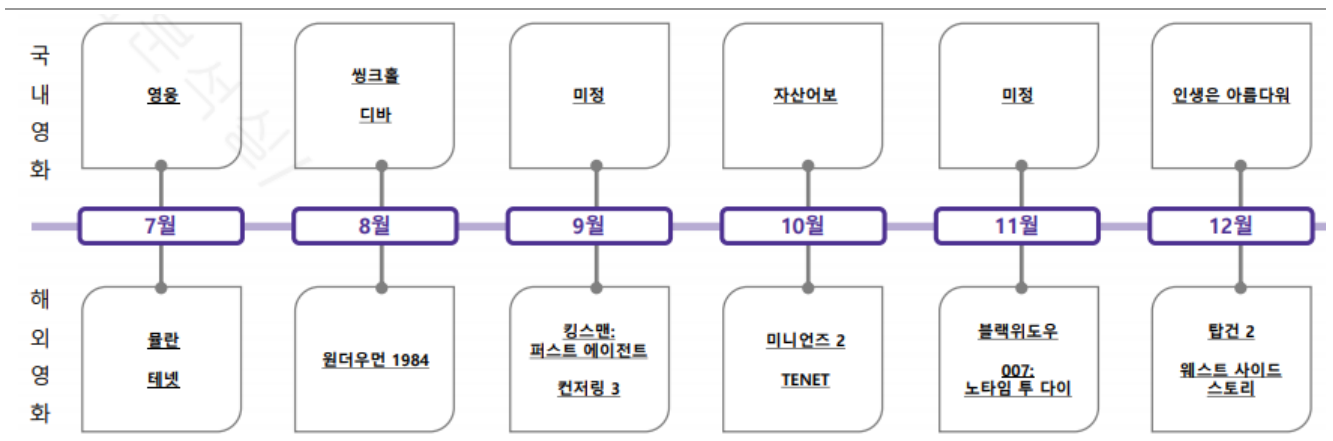 국내영화
영웅
씽크홀
디바
미정
자산어보
미정
인생은 아름다워
7월
8월
9월
10월
11월
12월
해외영화
뮬란
테넷
원더우먼 1984
킹스맨:
퍼스트 에이전트
컨저링 3
미니언즈 2
TENET
블랙위도우
007:
노타임 투 다이
탑건 2
웨스트 사이드
스토리